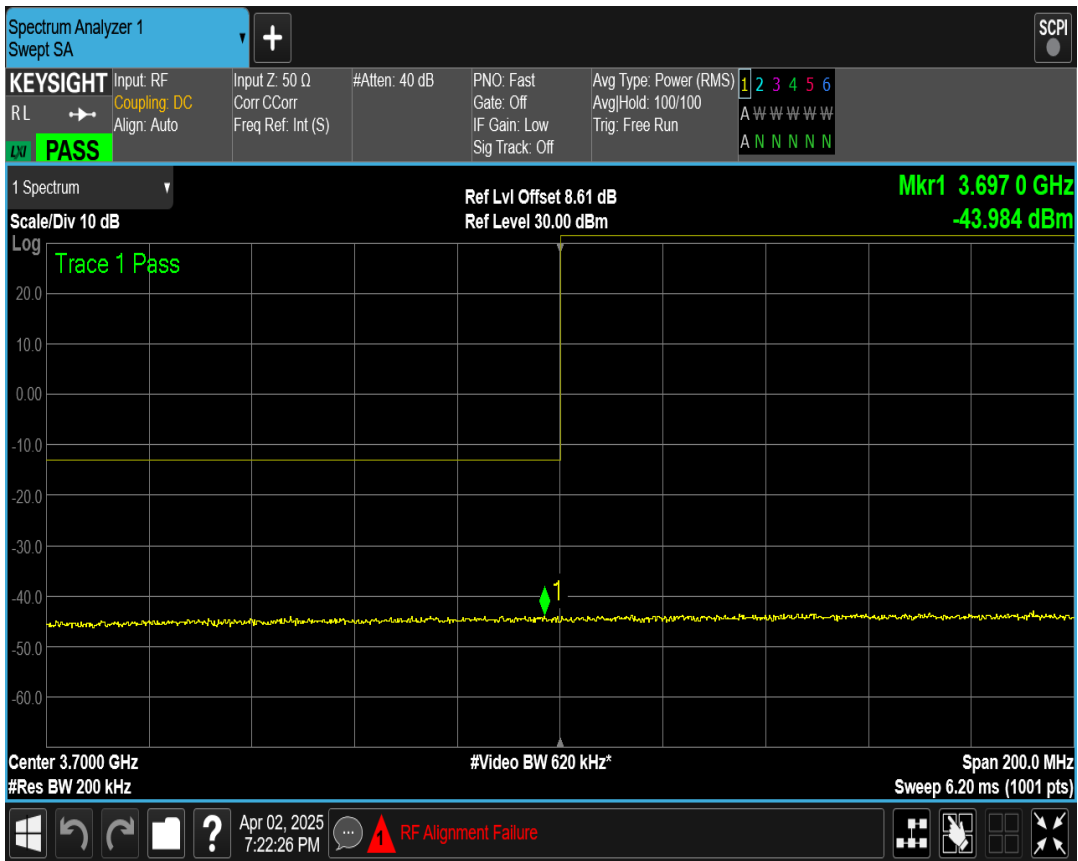 Spectrum Analyzer 1
Swept SA
SCPI
KEYSIGHT
RL
LXI PASS
Input: RF
Coupling: DC
Align: Auto
Input Z: 50 Ω
Corr CCorr
Freq Ref: Int (S)
#Atten: 40 dB
PNO: Fast
Gate: Off
IF Gain: Low
Sig Track: Off
Avg Type: Power (RMS)
Avg|Hold: 100/100
Trig: Free Run
1 2 3 4 5 6
A W W W W W
A N N N N N
1 Spectrum
Scale/Div 10 dB
Ref Lvl Offset 8.61 dB
Ref Level 30.00 dBm
Mkr1 3.697 0 GHz
-43.984 dBm
Log
Trace 1 Pass
20.0
10.0
0.00
-10.0
-20.0
-30.0
-40.0
-50.0
-60.0
1
Center 3.7000 GHz
#Res BW 200 kHz
#Video BW 620 kHz*
Span 200.0 MHz
Sweep 6.20 ms (1001 pts)
?
Apr 02, 2025
7:22:26 PM
1
RF Alignment Failure